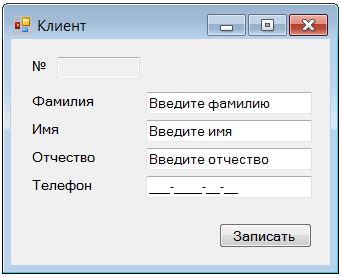 Клиент
№
Фамилия Введите фамилию
Имя Введите имя
Отчество Введите отчество
Телефон ___-____-__-__
Записать